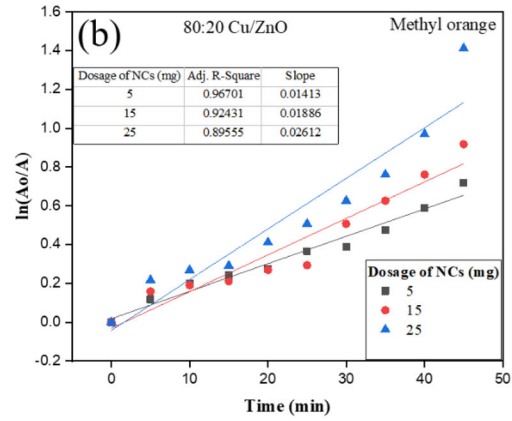 (b)
80:20 Cu/ZnO
Methyl orange
Dosage of NCs (mg) Adj. R-Square Slope
5 0.96701 0.01413
15 0.92431 0.01886
25 0.89555 0.02612
ln(Ao/A)
1.6
1.4
1.2
1.0
0.8
0.6
0.4
0.2
0.0
-0.2
Dosage of NCs (mg)
5
15
25
0 10 20 30 40 50
Time (min)